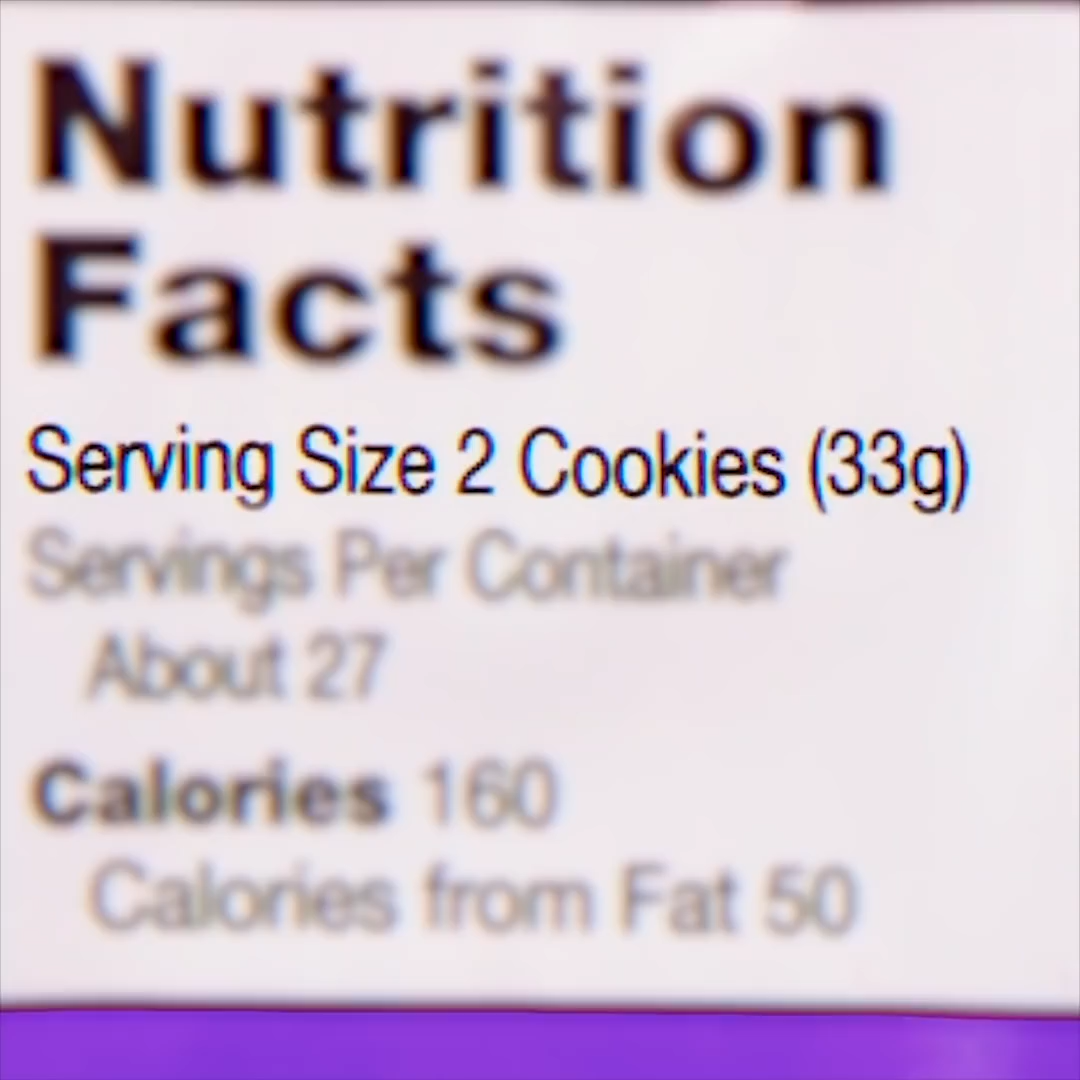 Nutrition
Facts
Serving Size 2 Cookies (33g)
Servings Per Container
About 27
Calories 160
Calories from Fat 50